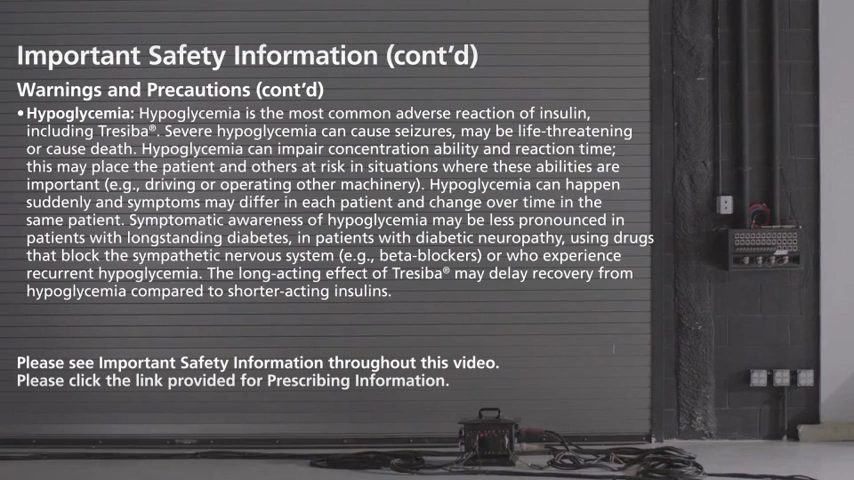 Important Safety Information (cont’d)
Warnings and Precautions (cont’d)
• Hypoglycemia: Hypoglycemia is the most common adverse reaction of insulin,
including Tresiba®. Severe hypoglycemia can cause seizures, may be life-threatening
or cause death. Hypoglycemia can impair concentration ability and reaction time;
this may place the patient and others at risk in situations where these abilities are
important (e.g., driving or operating other machinery). Hypoglycemia can happen
suddenly and symptoms may differ in each patient and change over time in the
same patient. Symptomatic awareness of hypoglycemia may be less pronounced in
patients with longstanding diabetes, in patients with diabetic neuropathy, using drugs
that block the sympathetic nervous system (e.g., beta-blockers) or who experience
recurrent hypoglycemia. The long-acting effect of Tresiba® may delay recovery from
hypoglycemia compared to shorter-acting insulins.
Please see Important Safety Information throughout this video.
Please click the link provided for Prescribing Information.